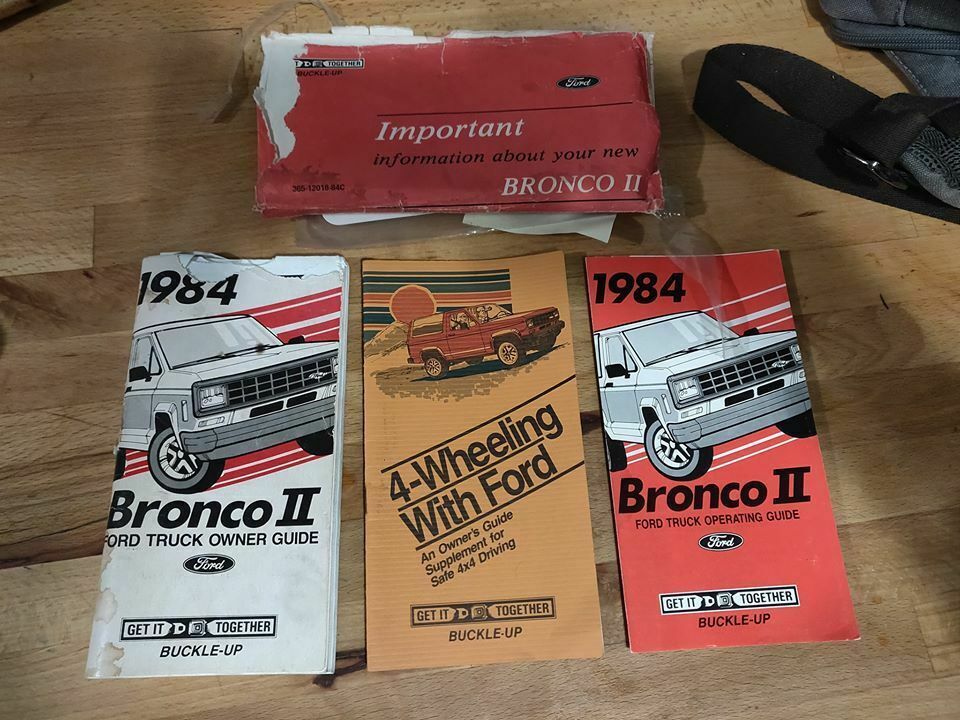 IT TOGETHER
BUCKLE-UP
Ford
Important
information about your new
BRONCO II
365-12018-84C
1984
Bronco II
FORD TRUCK OWNER GUIDE
Ford
GET IT TOGETHER
BUCKLE-UP
4-Wheeling
With Ford
An Owner's Guide
Supplement for
Safe 4x4 Driving
GET IT TOGETHER
BUCKLE-UP
1984
Bronco II
FORD TRUCK OPERATING GUIDE
Ford
GET IT TOGETHER
BUCKLE-UP